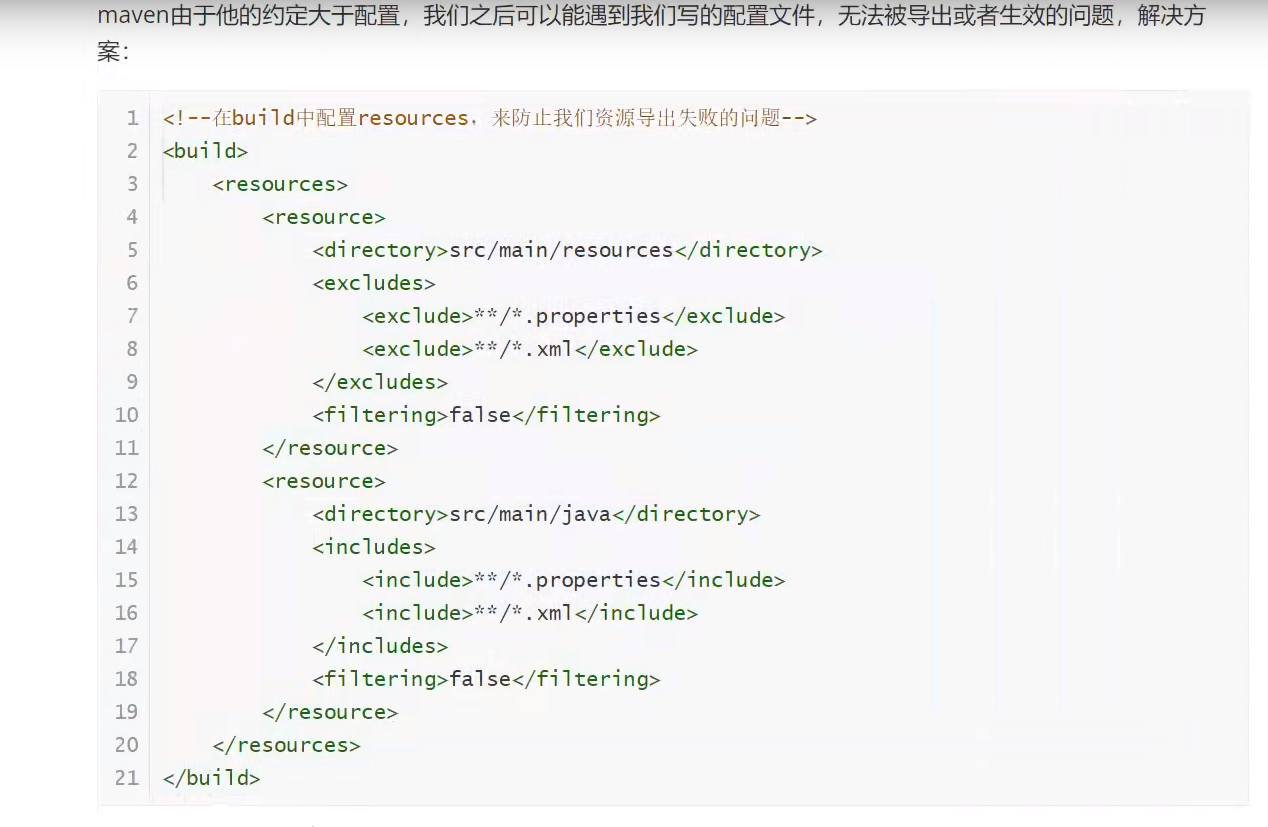 maven由于他的约定大于配置，我们之后可以能遇到我们写的配置文件，无法被导出或者生效的问题，解决方
案：
1 <!--在build中配置resources，来防止我们资源导出失败的问题-->
2 <build>
3     <resources>
4         <resource>
5             <directory>src/main/resources</directory>
6             <excludes>
7                 <exclude>**/*.properties</exclude>
8                 <exclude>**/*.xml</exclude>
9             </excludes>
10             <filtering>false</filtering>
11         </resource>
12         <resource>
13             <directory>src/main/java</directory>
14             <includes>
15                 <include>**/*.properties</include>
16                 <include>**/*.xml</include>
17             </includes>
18             <filtering>false</filtering>
19         </resource>
20     </resources>
21 </build>